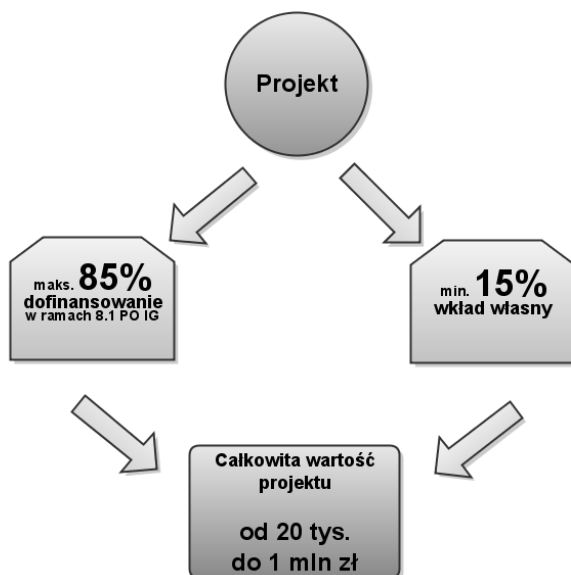 Projekt
maks. 85%
dofinansowanie
w ramach 8.1 PO IG
min. 15%
wkład własny
Całkowita wartość
projektu
od 20 tys.
do 1 mln zł